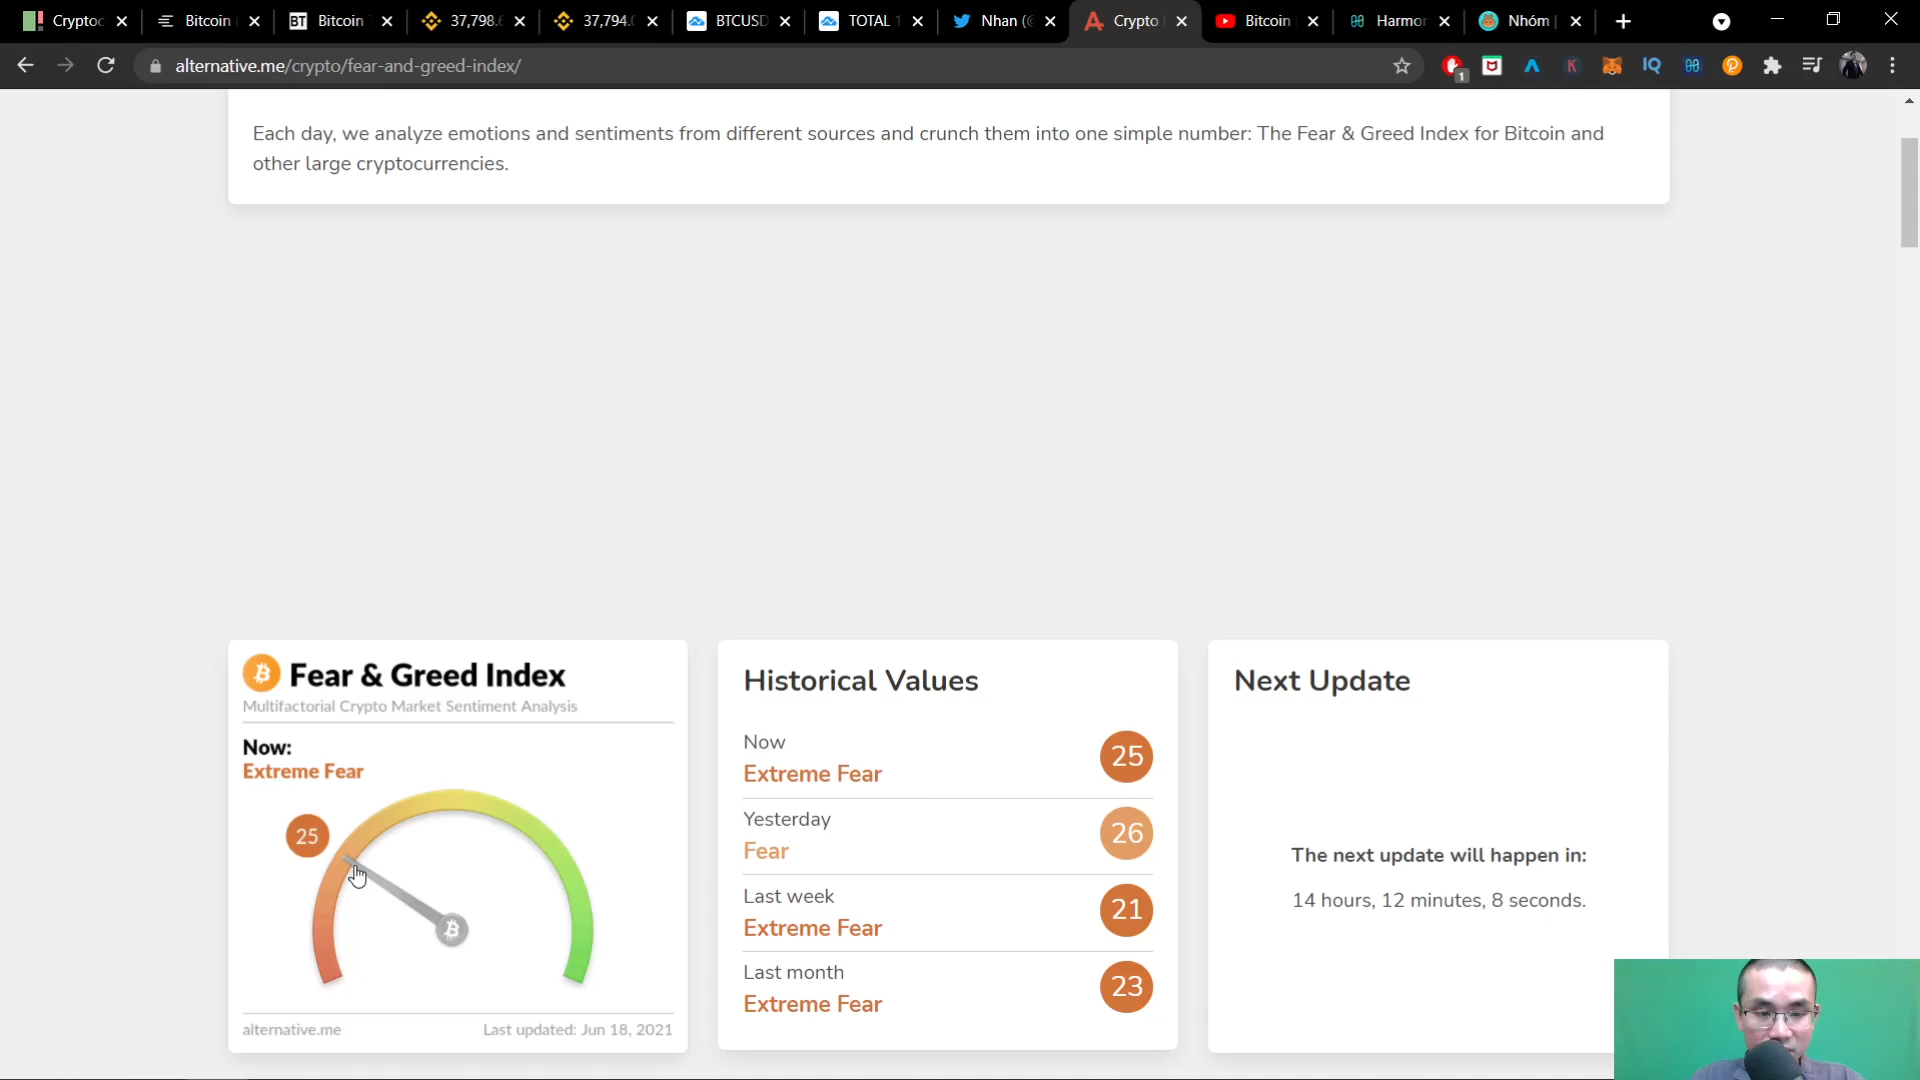 Cryptoc
Bitcoin
BT Bitcoin
37,798.
37,794.
BTCUSD
TOTAL
Nhan (@
Crypto
Bitcoin
Harmor
Nhóm
alternative.me/crypto/fear-and-greed-index/
1
K
IQ
Each day, we analyze emotions and sentiments from different sources and crunch them into one simple number: The Fear & Greed Index for Bitcoin and
other large cryptocurrencies.
Fear & Greed Index
Multifactorial Crypto Market Sentiment Analysis
Now:
Extreme Fear
25
alternative.me
Last updated: Jun 18, 2021
Historical Values
Now
Extreme Fear
25
Yesterday
Fear
26
Last week
Extreme Fear
21
Last month
Extreme Fear
23
Next Update
The next update will happen in:
14 hours, 12 minutes, 8 seconds.